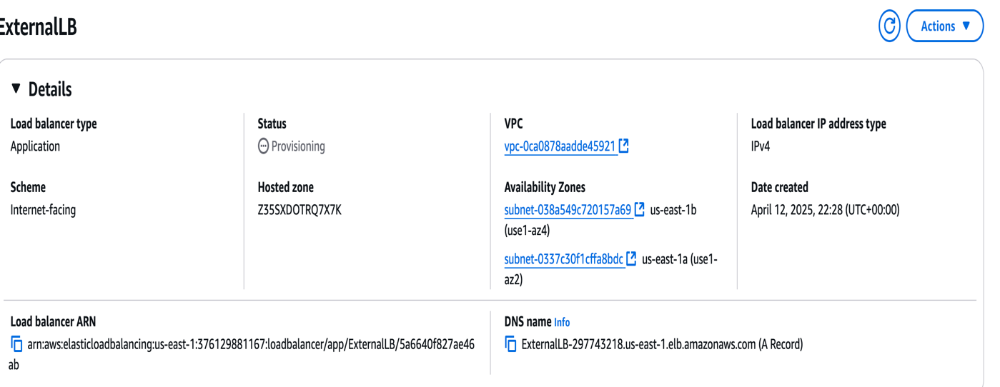 ExternalLB
Actions
Details
Load balancer type
Application
Status
Provisioning
VPC
vpc-0ca0878aadde45921
Load balancer IP address type
IPv4
Scheme
Internet-facing
Hosted zone
Z35SXDOTRQ7X7K
Availability Zones
subnet-038a549c720157a69 us-east-1b
(use1-az4)
subnet-0337c30f1cffa8bdc us-east-1a (use1-
az2)
Date created
April 12, 2025, 22:28 (UTC+00:00)
Load balancer ARN
arn:aws:elasticloadbalancing:us-east-1:376129881167:loadbalancer/app/ExternalLB/5a6640f827ae46
ab
DNS name Info
ExternalLB-297743218.us-east-1.elb.amazonaws.com (A Record)